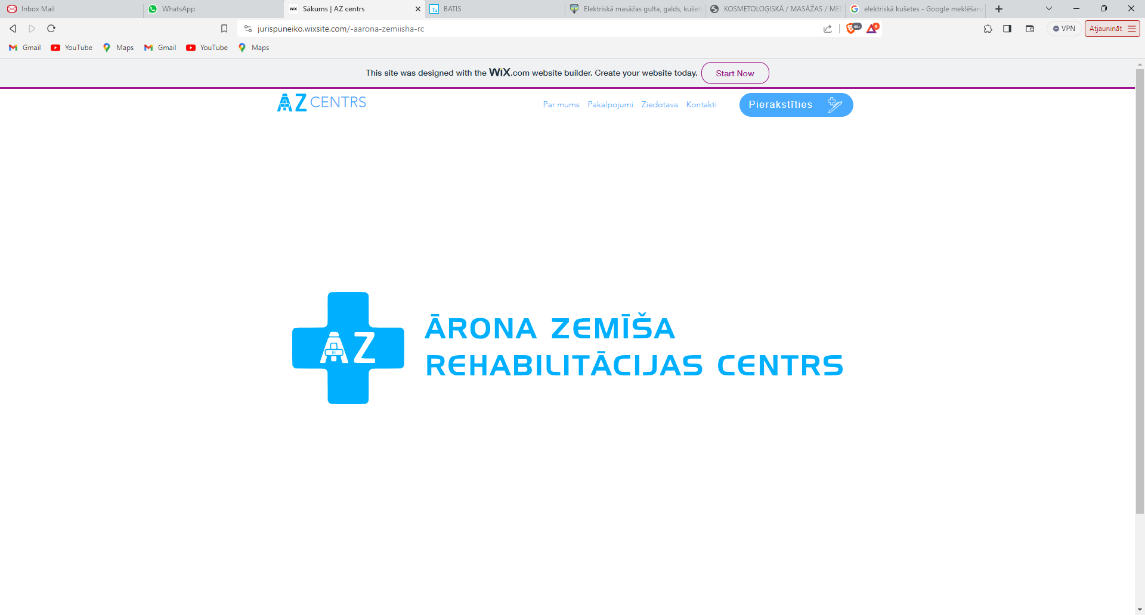 Inbox Mail
WhatsApp
WiX Sākums | AZ centrs
BATIS
Elektriskā masāžas gulta, galds, kušet
KOSMETOLOĢISKĀ / MASĀŽAS / ME
elektriskā kušetes - Google meklēšan
jurispuneiko.wixsite.com/-aarona-zemiisha-rc
VPN
Atjaunināt
Gmail YouTube Maps Gmail YouTube Maps
This site was designed with the WiX.com website builder. Create your website today. Start Now
AZ CENTRS
Par mums Pakalpojumi Ziedotava Kontakti Pierakstīties
AZ
ĀRONA ZEMĪŠA
REHABILITĀCIJAS CENTRS